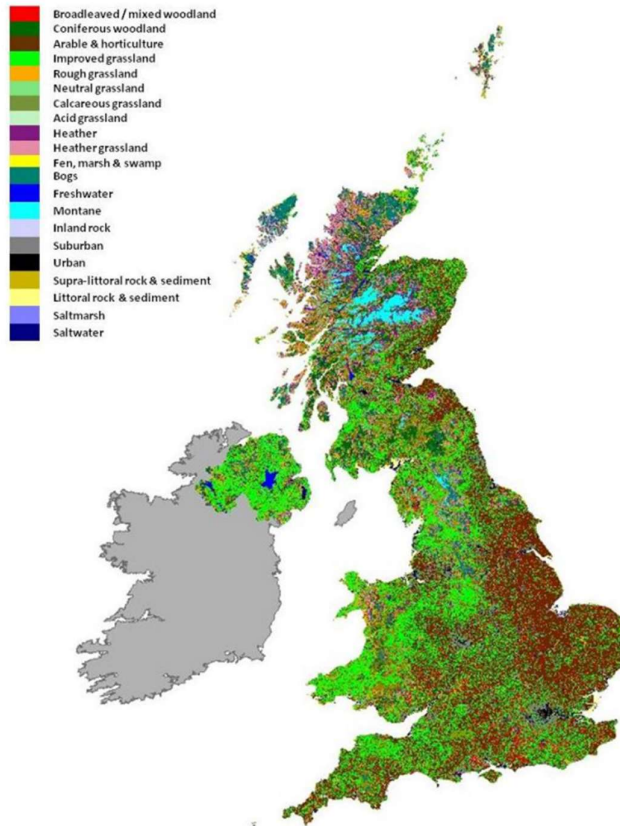 Broadleaved / mixed woodland
Coniferous woodland
Arable & horticulture
Improved grassland
Rough grassland
Neutral grassland
Calcareous grassland
Acid grassland
Heather
Heather grassland
Fen, marsh & swamp
Bogs
Freshwater
Montane
Inland rock
Suburban
Urban
Supra-littoral rock & sediment
Littoral rock & sediment
Saltmarsh
Saltwater